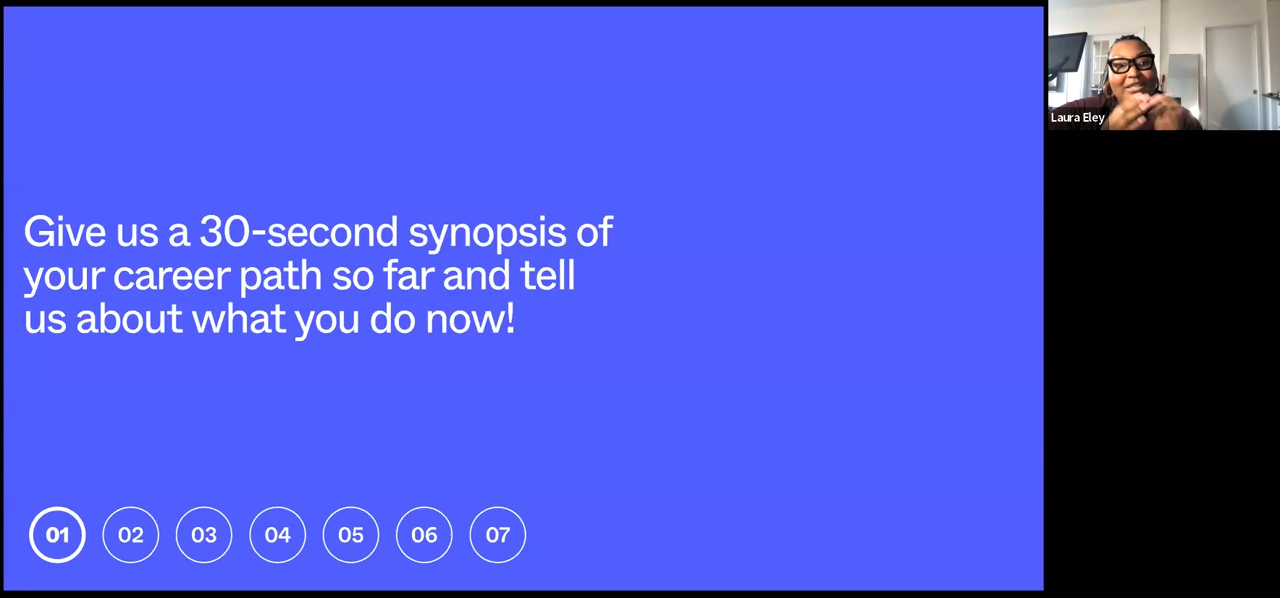 Give us a 30-second synopsis of
your career path so far and tell
us about what you do now!
01 02 03 04 05 06 07
Laura Eley